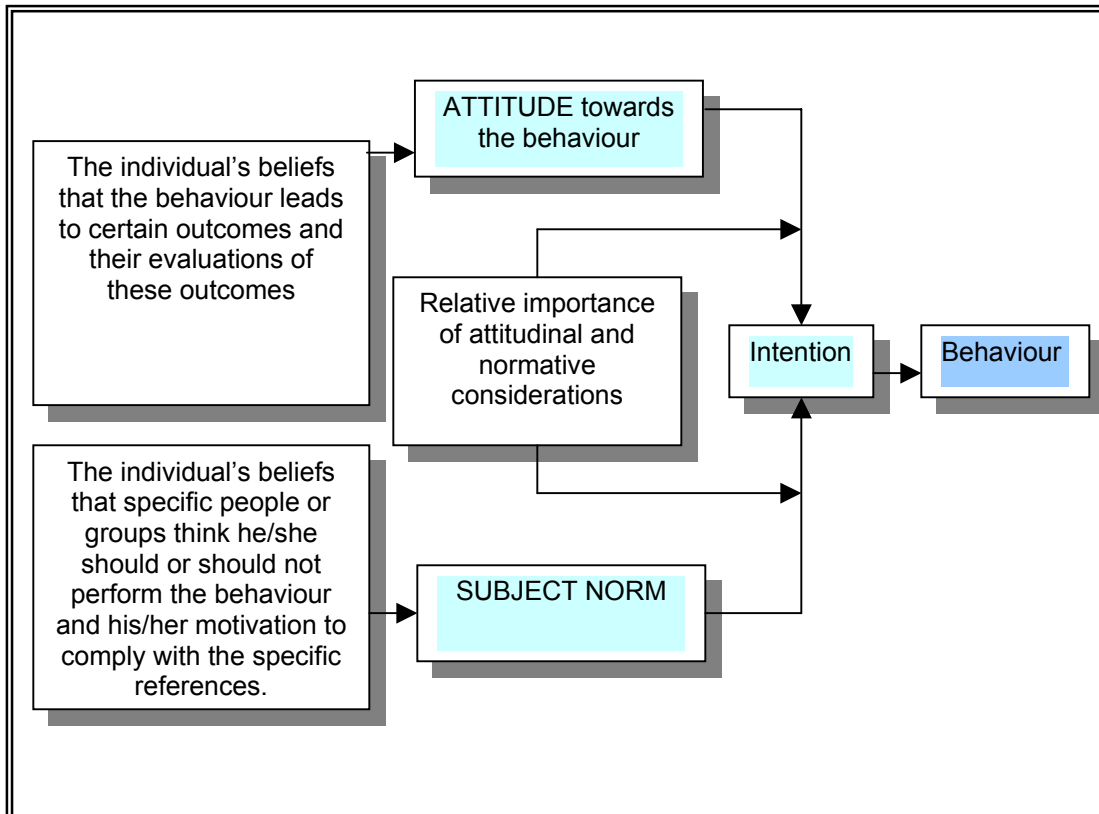 ATTITUDE towards
the behaviour
The individual’s beliefs
that the behaviour leads
to certain outcomes and
their evaluations of
these outcomes
Relative importance
of attitudinal and
normative
considerations
Intention
Behaviour
The individual’s beliefs
that specific people or
groups think he/she
should or should not
perform the behaviour
and his/her motivation to
comply with the specific
references.
SUBJECT NORM